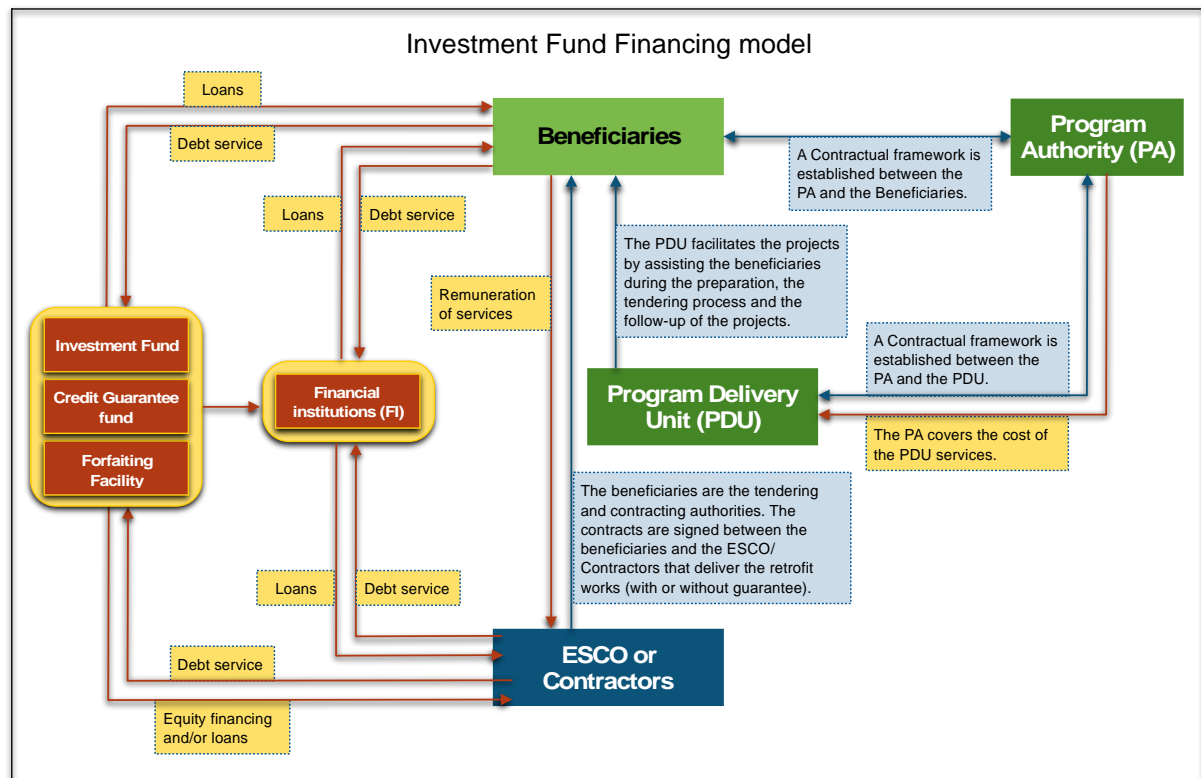 Investment Fund Financing model
Loans
Debt service
Beneficiaries
Program
Authority (PA)
A Contractual framework is
established between the
PA and the Beneficiaries.
Loans
Debt service
The PDU facilitates the projects
by assisting the beneficiaries
during the preparation, the
tendering process and the
follow-up of the projects.
Remuneration
of services
Investment Fund
Credit Guarantee
fund
Forfaiting
Facility
Financial
institutions (FI)
Program Delivery
Unit (PDU)
A Contractual framework is
established between the
PA and the PDU.
The PA covers the cost of
the PDU services.
The beneficiaries are the tendering
and contracting authorities. The
contracts are signed between the
beneficiaries and the ESCO/
Contractors that deliver the retrofit
works (with or without guarantee).
Loans
Debt service
ESCO or
Contractors
Debt service
Equity financing
and/or loans